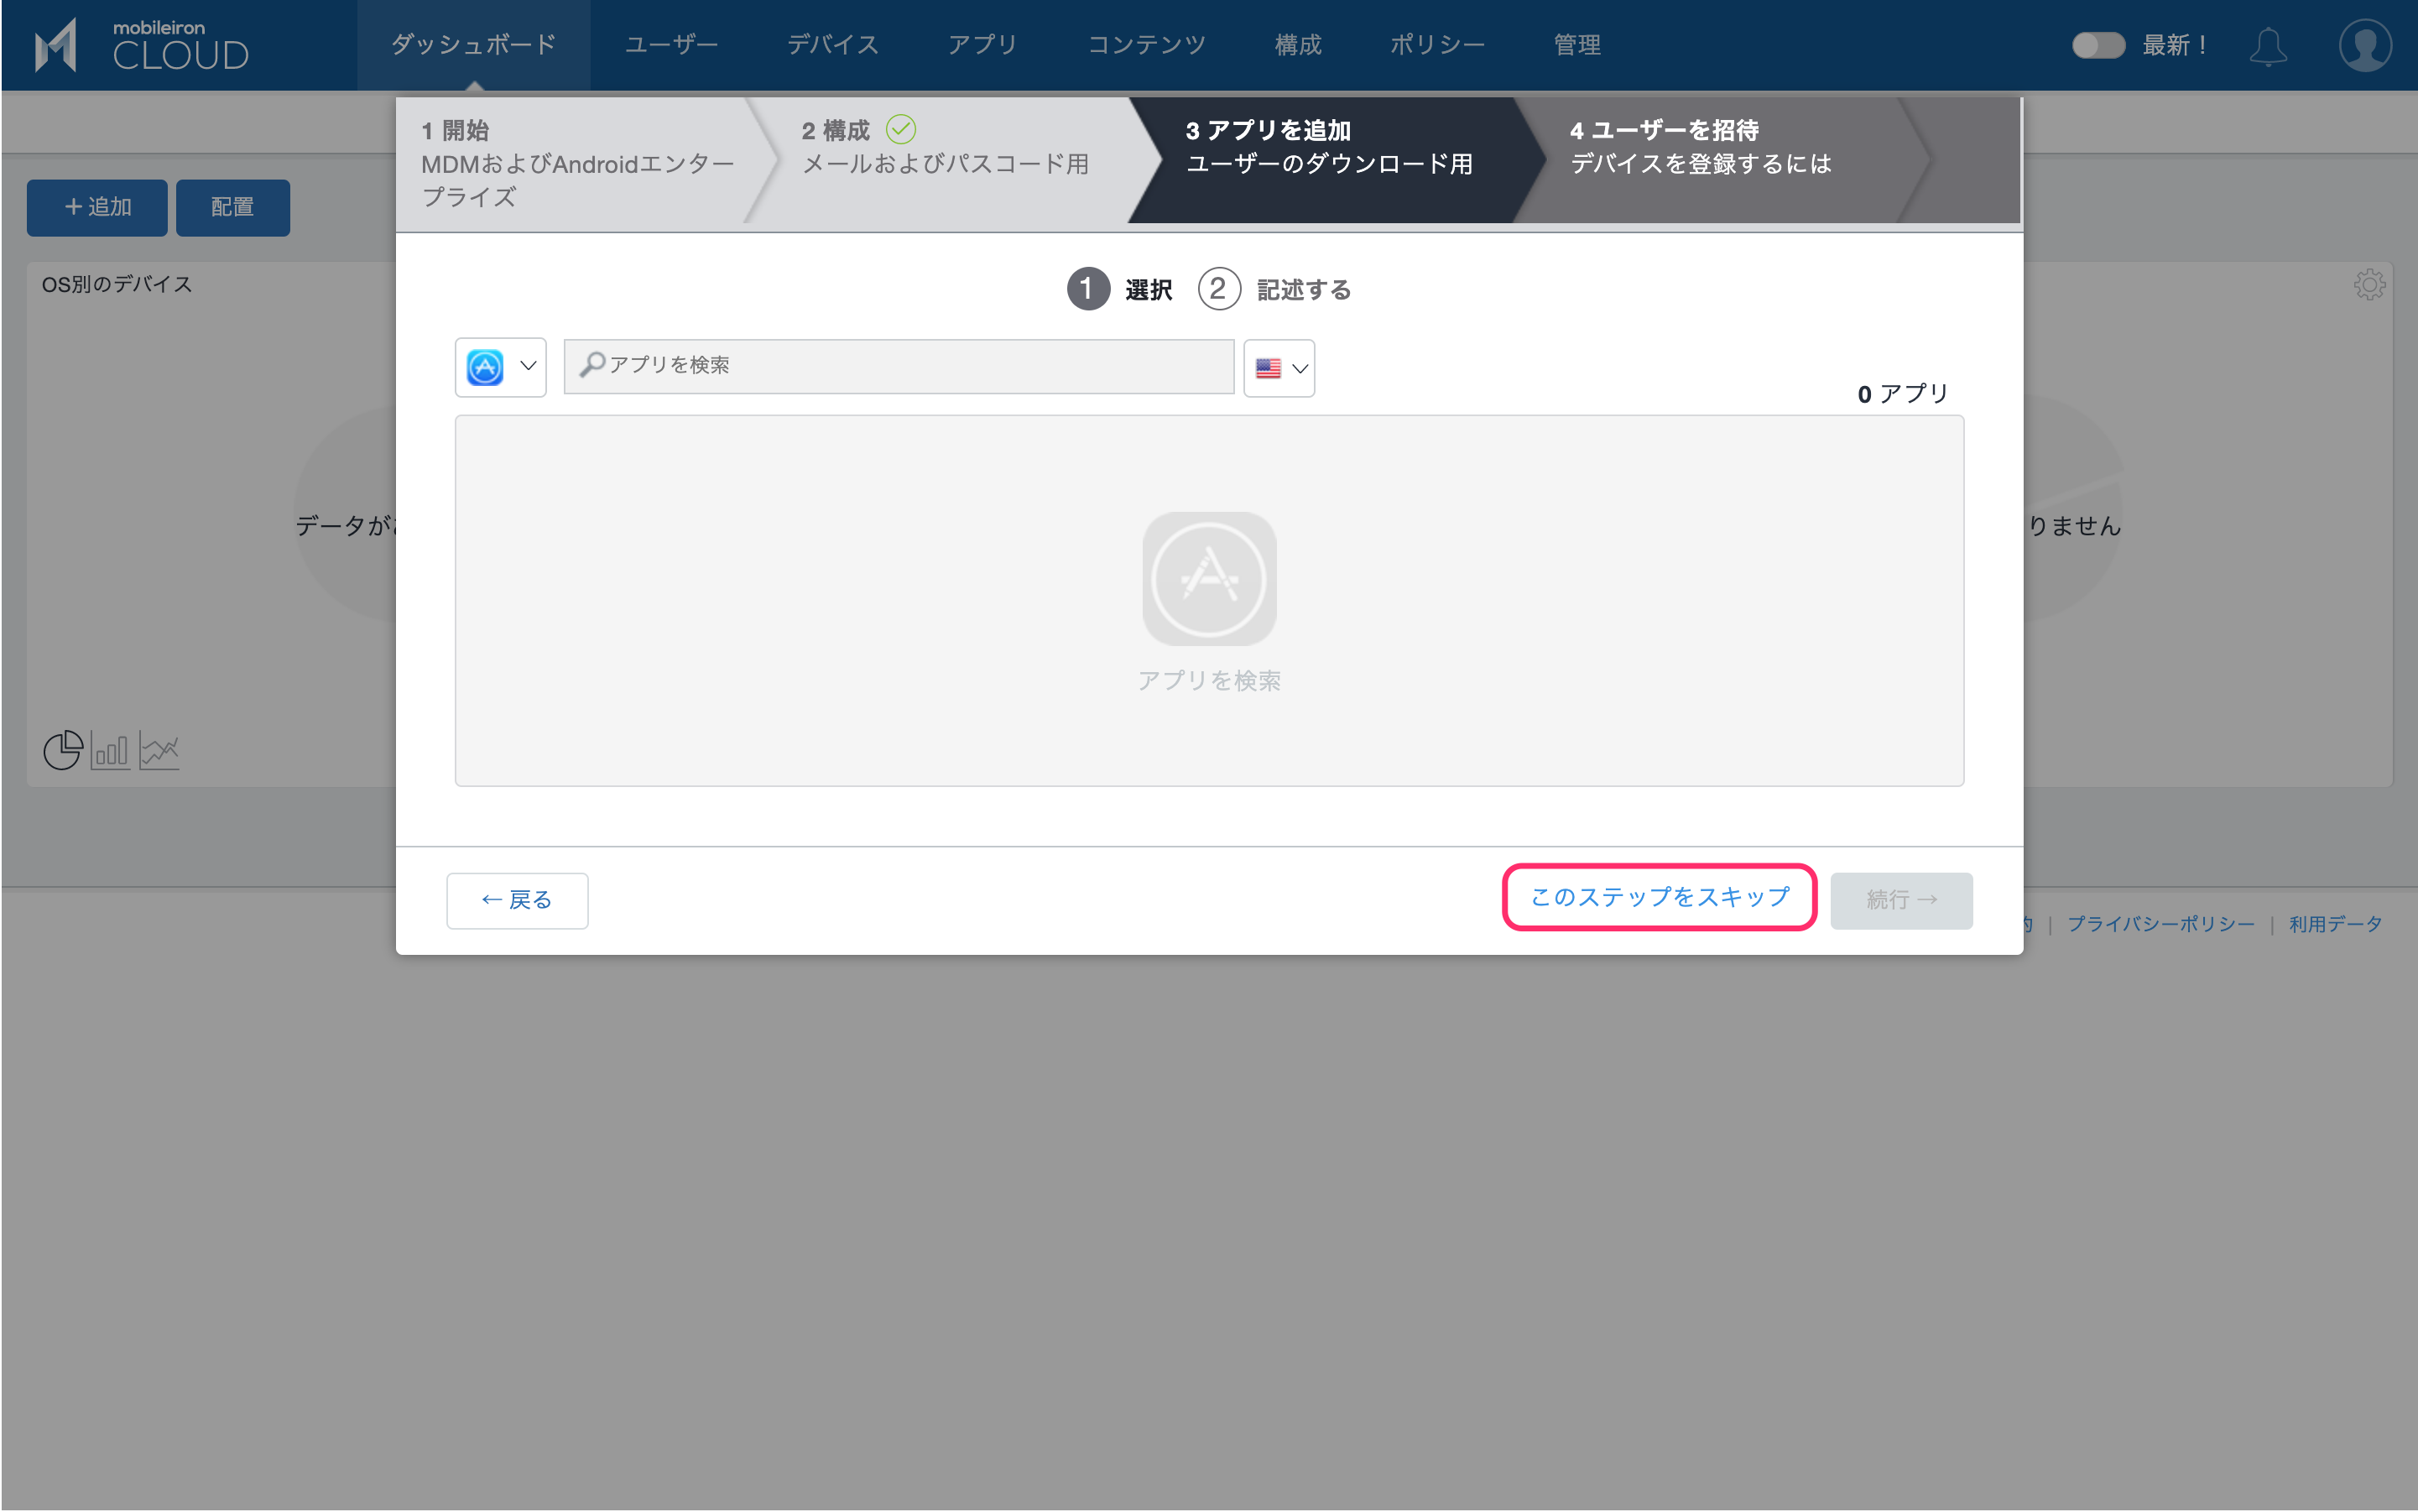 mobileiron
CLOUD
ダッシュボード
ユーザー
デバイス
アプリ
コンテンツ
構成
ポリシー
管理
最新！
1 開始
MDMおよびAndroidエンター
プライズ
2 構成
メールおよびパスコード用
3 アプリを追加
ユーザーのダウンロード用
4 ユーザーを招待
デバイスを登録するには
+ 追加
配置
OS別のデバイス
1 選択
2 記述する
アプリを検索
0 アプリ
データが
りません
アプリを検索
← 戻る
このステップをスキップ
続行 →
約 | プライバシーポリシー | 利用データ